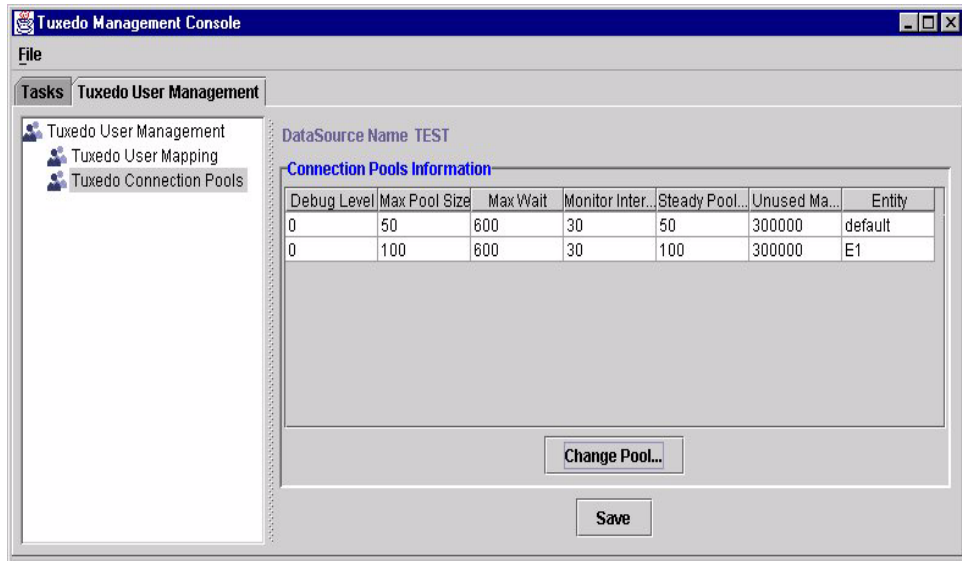 Tuxedo Management Console
File
Tasks Tuxedo User Management
Tuxedo User Management
Tuxedo User Mapping
Tuxedo Connection Pools
DataSource Name TEST
Connection Pools Information
Debug Level Max Pool Size Max Wait Monitor Inter... Steady Pool... Unused Ma... Entity
0 50 600 30 50 300000 default
0 100 600 30 100 300000 E1
Change Pool...
Save